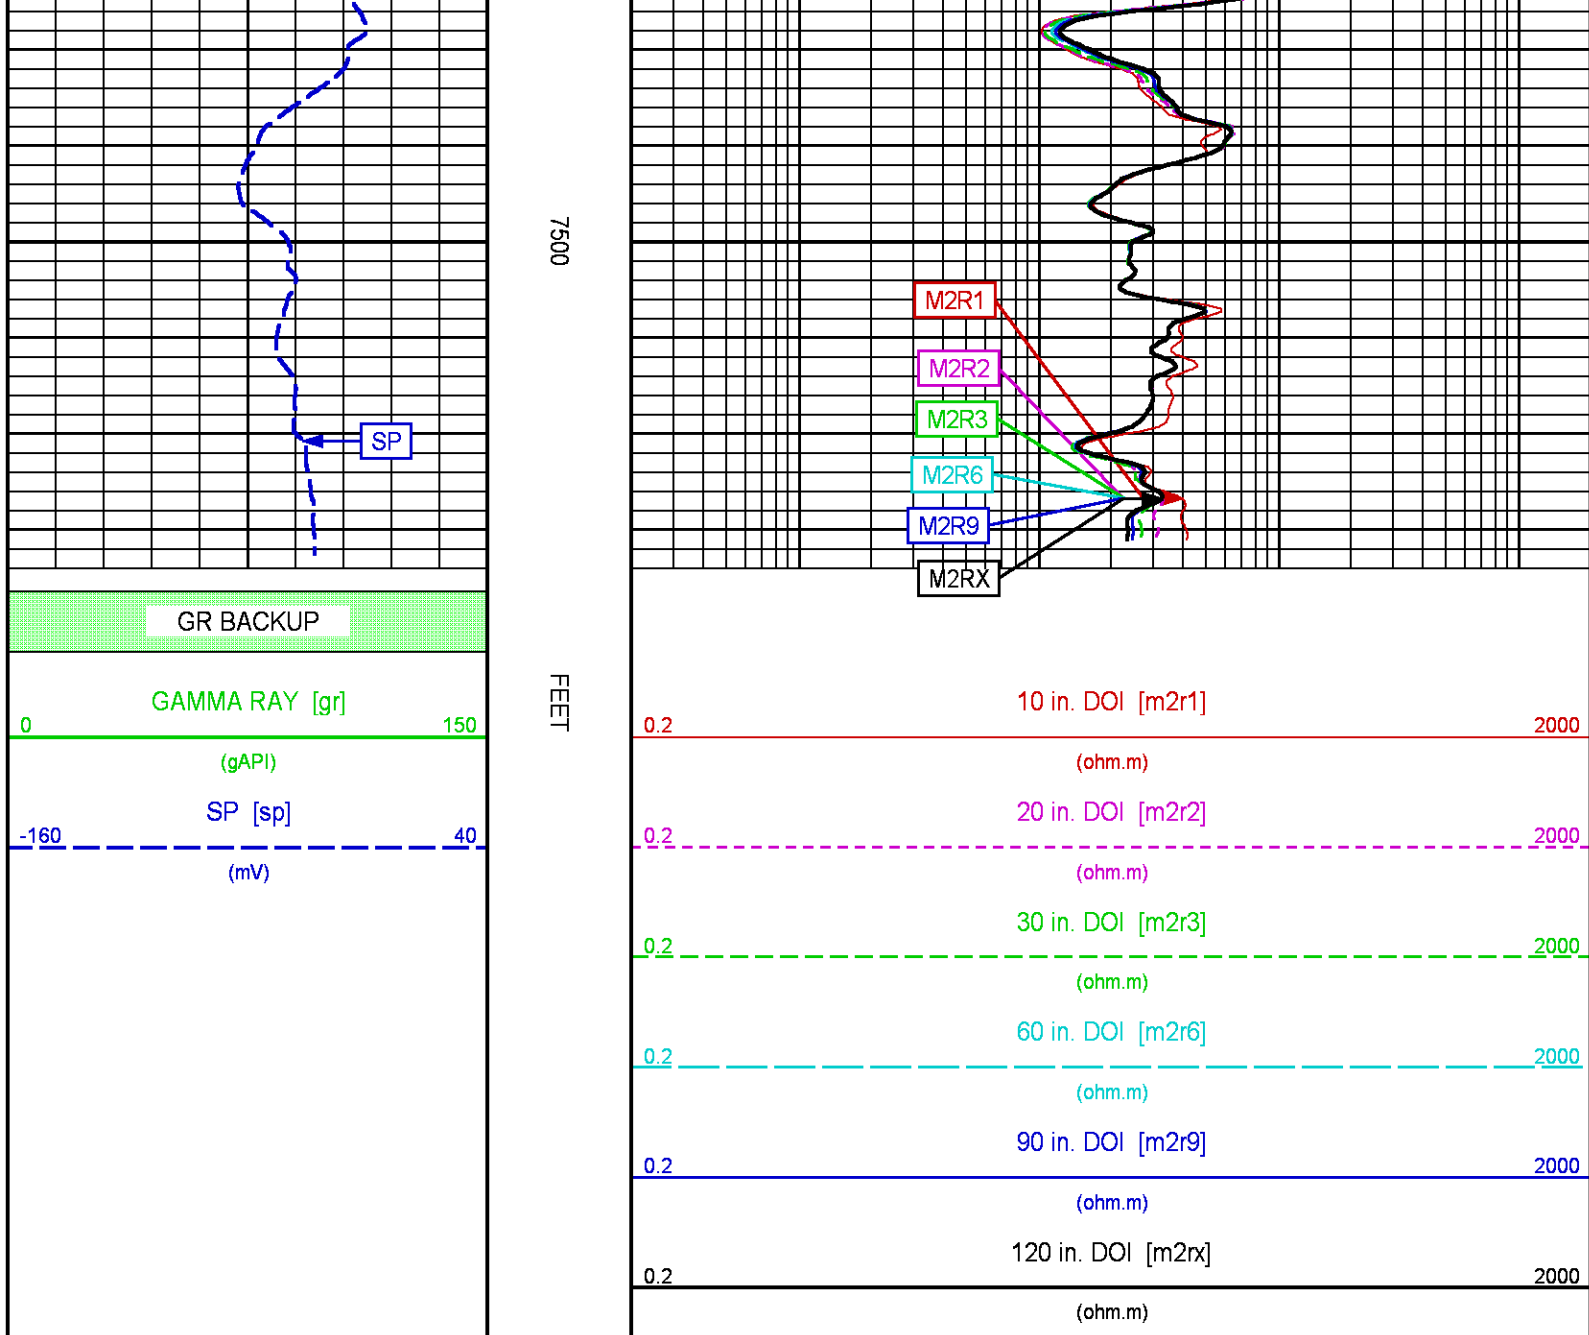 7500
M2R1
M2R2
M2R3
SP
M2R6
M2R9
M2RX
GR BACKUP
FEET
GAMMA RAY [gr]
0 150
(gAPI)
SP [sp]
-160 40
(mV)
10 in. DOI [m2r1]
0.2 2000
(ohm.m)
20 in. DOI [m2r2]
0.2 2000
(ohm.m)
30 in. DOI [m2r3]
0.2 2000
(ohm.m)
60 in. DOI [m2r6]
0.2 2000
(ohm.m)
90 in. DOI [m2r9]
0.2 2000
(ohm.m)
120 in. DOI [m2rx]
0.2 2000
(ohm.m)